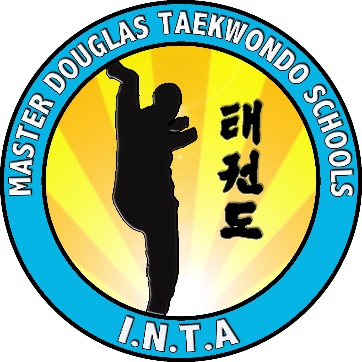 MASTER DOUGLAS TAEKWONDO SCHOOLS
태권도
I.N.T.A